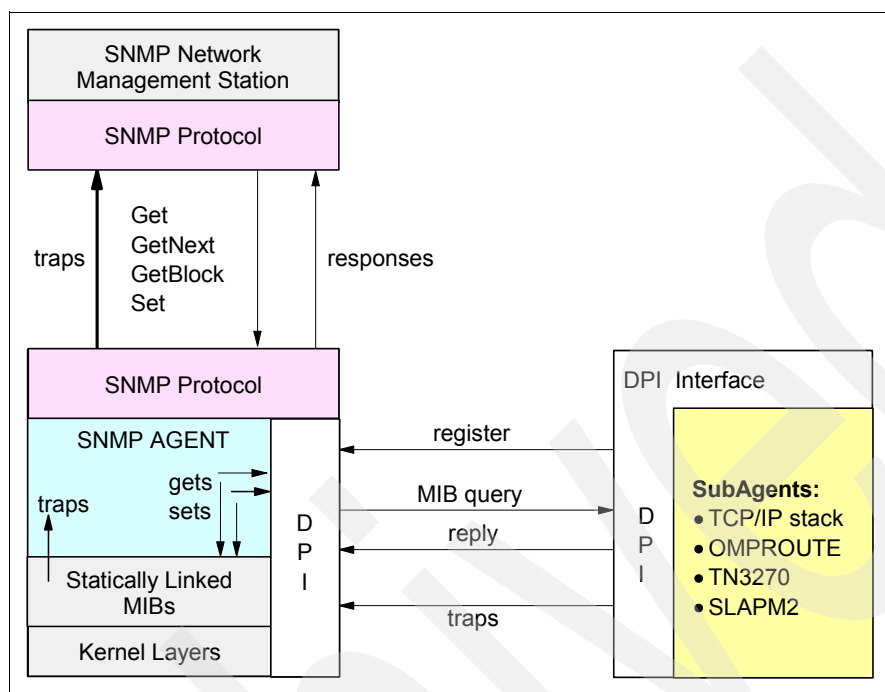 SNMP Network
Management Station
SNMP Protocol
traps
Get
GetNext
GetBlock
Set
responses
SNMP Protocol
SNMP AGENT
gets
sets
traps
Statically Linked
MIBs
Kernel Layers
D
P
I
register
MIB query
reply
traps
DPI Interface
D
P
I
SubAgents:
• TCP/IP stack
• OMPROUTE
• TN3270
• SLAPM2